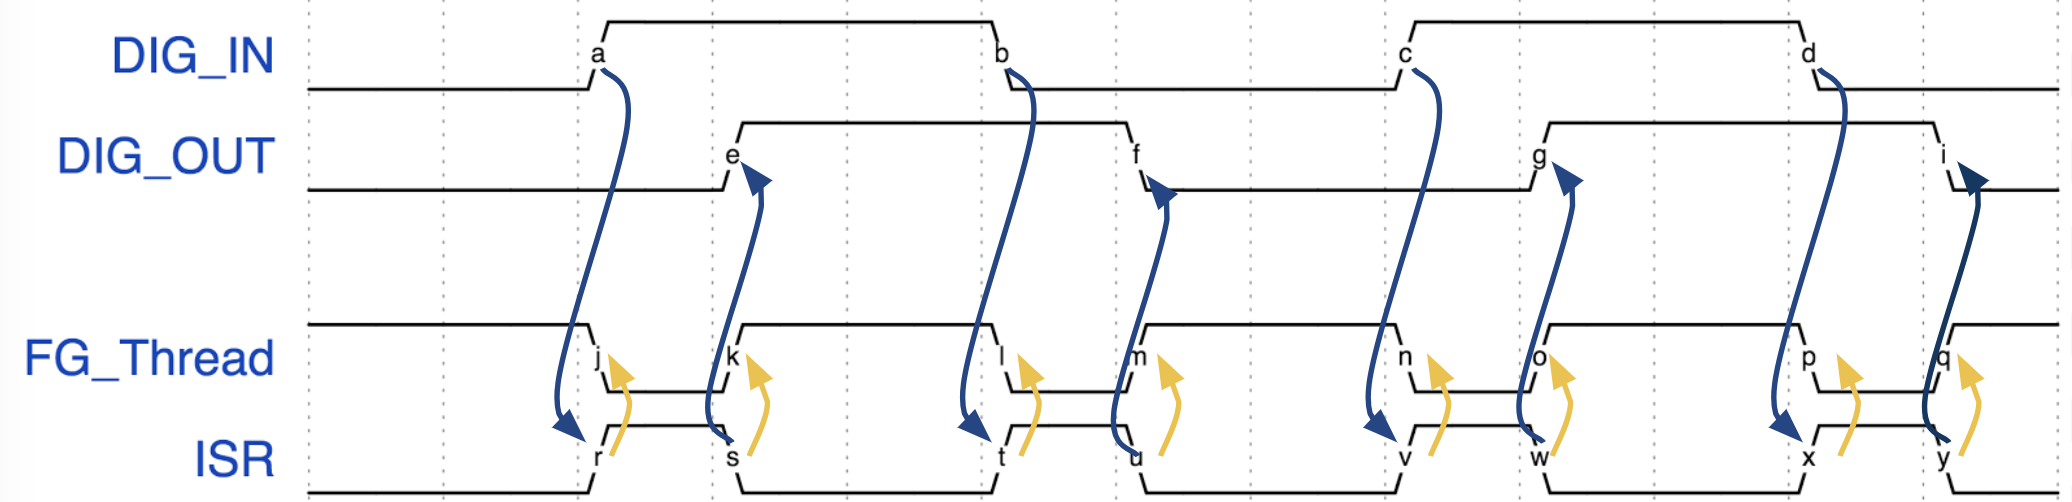 DIG_IN a b c d
DIG_OUT e f g i
FG_Thread j k l m n o p q
ISR r s t u v w x y